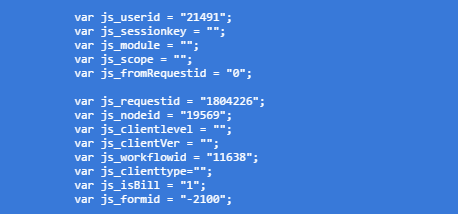 var js_userid = "21491";
var js_sessionkey = "";
var js_module = "";
var js_scope = "";
var js_fromRequestid = "0";
var js_requestid = "1804226";
var js_nodeid = "19569";
var js_clientlevel = "";
var js_clientVer = "";
var js_workflowid = "11638";
var js_clienttype="";
var js_isBill = "1";
var js_formid = "-2100";